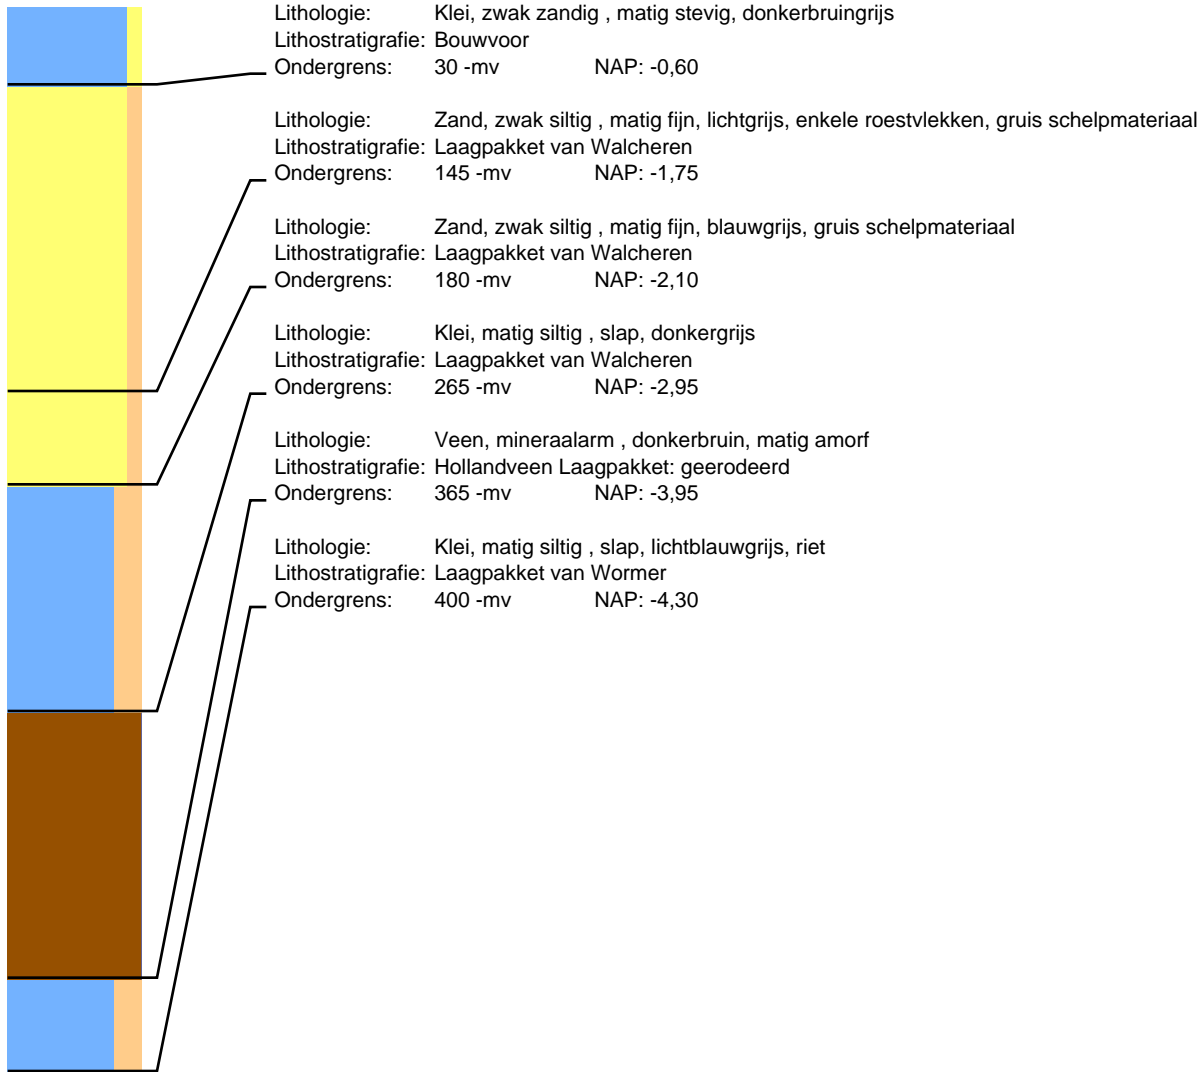 Lithologie: Klei, zwak zandig , matig stevig, donkerbruingrijs
Lithostratigrafie: Bouwvoor
Ondergrens: 30 -mv NAP: -0,60
Lithologie: Zand, zwak siltig , matig fijn, lichtgrijs, enkele roestvlekken, gruis schelpmateriaal
Lithostratigrafie: Laagpakket van Walcheren
Ondergrens: 145 -mv NAP: -1,75
Lithologie: Zand, zwak siltig , matig fijn, blauwgrijs, gruis schelpmateriaal
Lithostratigrafie: Laagpakket van Walcheren
Ondergrens: 180 -mv NAP: -2,10
Lithologie: Klei, matig siltig , slap, donkergrijs
Lithostratigrafie: Laagpakket van Walcheren
Ondergrens: 265 -mv NAP: -2,95
Lithologie: Veen, mineraalarm , donkerbruin, matig amorf
Lithostratigrafie: Hollandveen Laagpakket: geerodeerd
Ondergrens: 365 -mv NAP: -3,95
Lithologie: Klei, matig siltig , slap, lichtblauwgrijs, riet
Lithostratigrafie: Laagpakket van Wormer
Ondergrens: 400 -mv NAP: -4,30